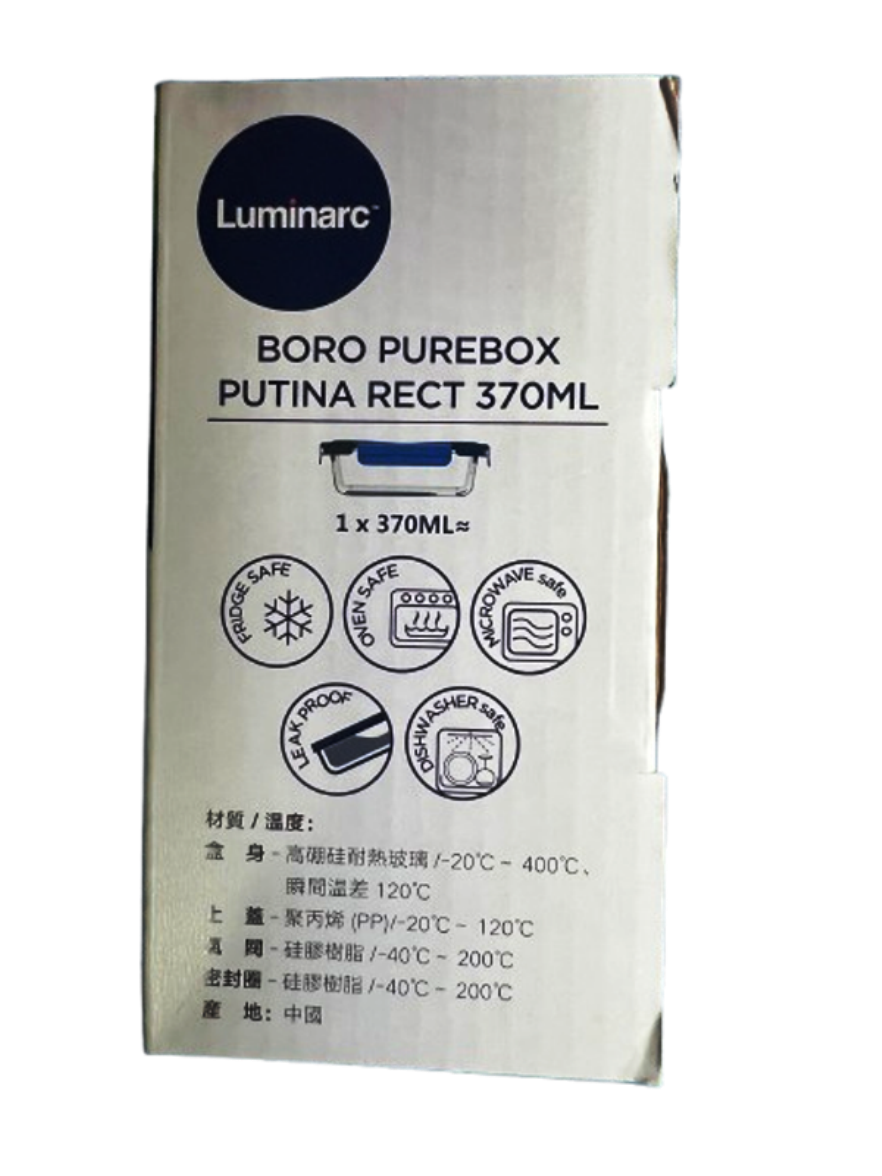 Luminarc™
BORO PUREBOX
PUTINA RECT 370ML
1 x 370ML≈
FRIDGE SAFE
OVEN SAFE
MICROWAVE safe
LEAK PROOF
DISHWASHER safe
材質 / 溫度：
盒 身 - 高硼硅耐熱玻璃 /-20℃ ~ 400℃、
瞬間溫差 120℃
上 蓋 - 聚丙烯 (PP)/-20℃ ~ 120℃
氣 閥 - 硅膠樹脂 /-40℃ ~ 200℃
密封圈 - 硅膠樹脂 /-40℃ ~ 200℃
產 地：中國